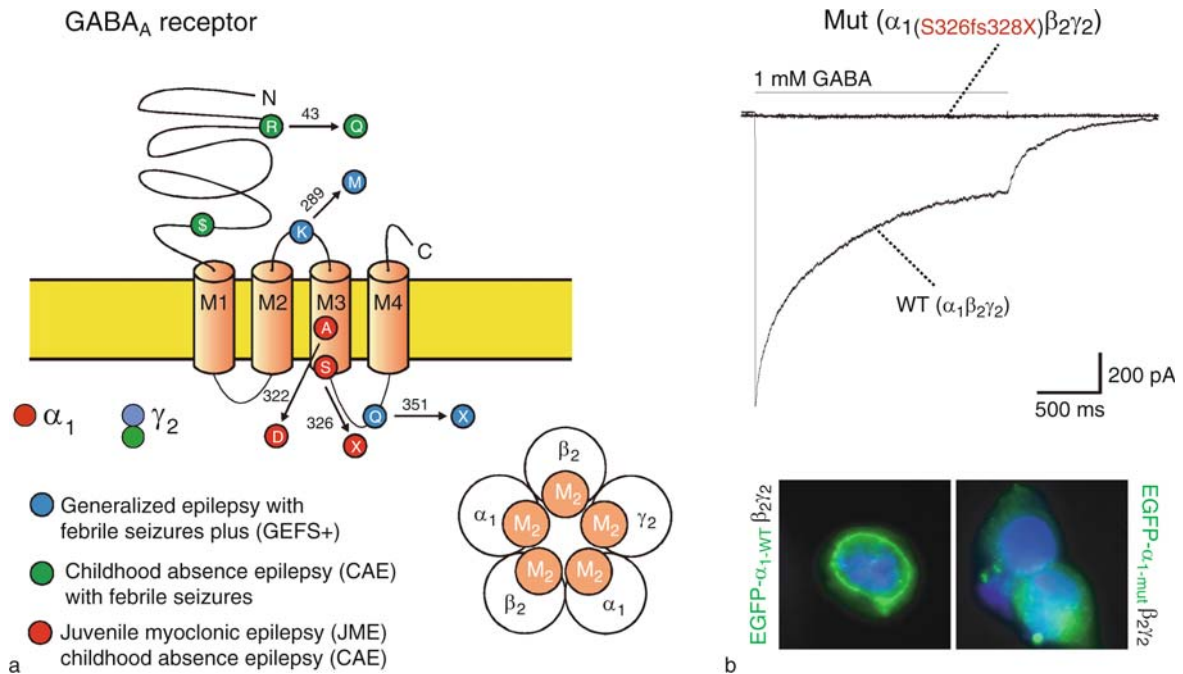 GABA_A receptor
N
R
43
Q
M
289
$
K
C
M1
M2
M3
M4
A
S
322
326
Q
351
X
D
X
α1
γ2
Generalized epilepsy with
febrile seizures plus (GEFS+)
Childhood absence epilepsy (CAE)
with febrile seizures
Juvenile myoclonic epilepsy (JME)
childhood absence epilepsy (CAE)
β2
α1
γ2
β2
α1
M2
M2
M2
M2
M2
a
Mut (α1(S326fs328X)β2γ2)
1 mM GABA
WT (α1β2γ2)
200 pA
500 ms
EGFP-α1-WT β2γ2
EGFP-α1-mut β2γ2
b